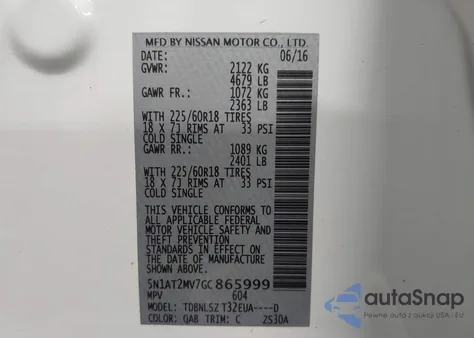 MFD BY NISSAN MOTOR CO., LTD.
DATE: 06/16
GVWR: 2122 KG
4679 LB
GAWR FR.: 1072 KG
2363 LB
WITH 225/60R18 TIRES
18 X 7J RIMS AT 33 PSI
COLD SINGLE
GAWR RR.: 1089 KG
2401 LB
WITH 225/60R18 TIRES
18 X 7J RIMS AT 33 PSI
COLD SINGLE
THIS VEHICLE CONFORMS TO
ALL APPLICABLE FEDERAL
MOTOR VEHICLE SAFETY AND
THEFT PREVENTION
STANDARDS IN EFFECT ON THE
DATE OF MANUFACTURE
SHOWN ABOVE.
5N1AT2MV7GC865999
MPV 604
MODEL: TDBNLSZ T32EUA----D
COLOR: QAB TRIM: C 2S30A
autoSnap
Pewne auto z wyszukiwania USA - EU